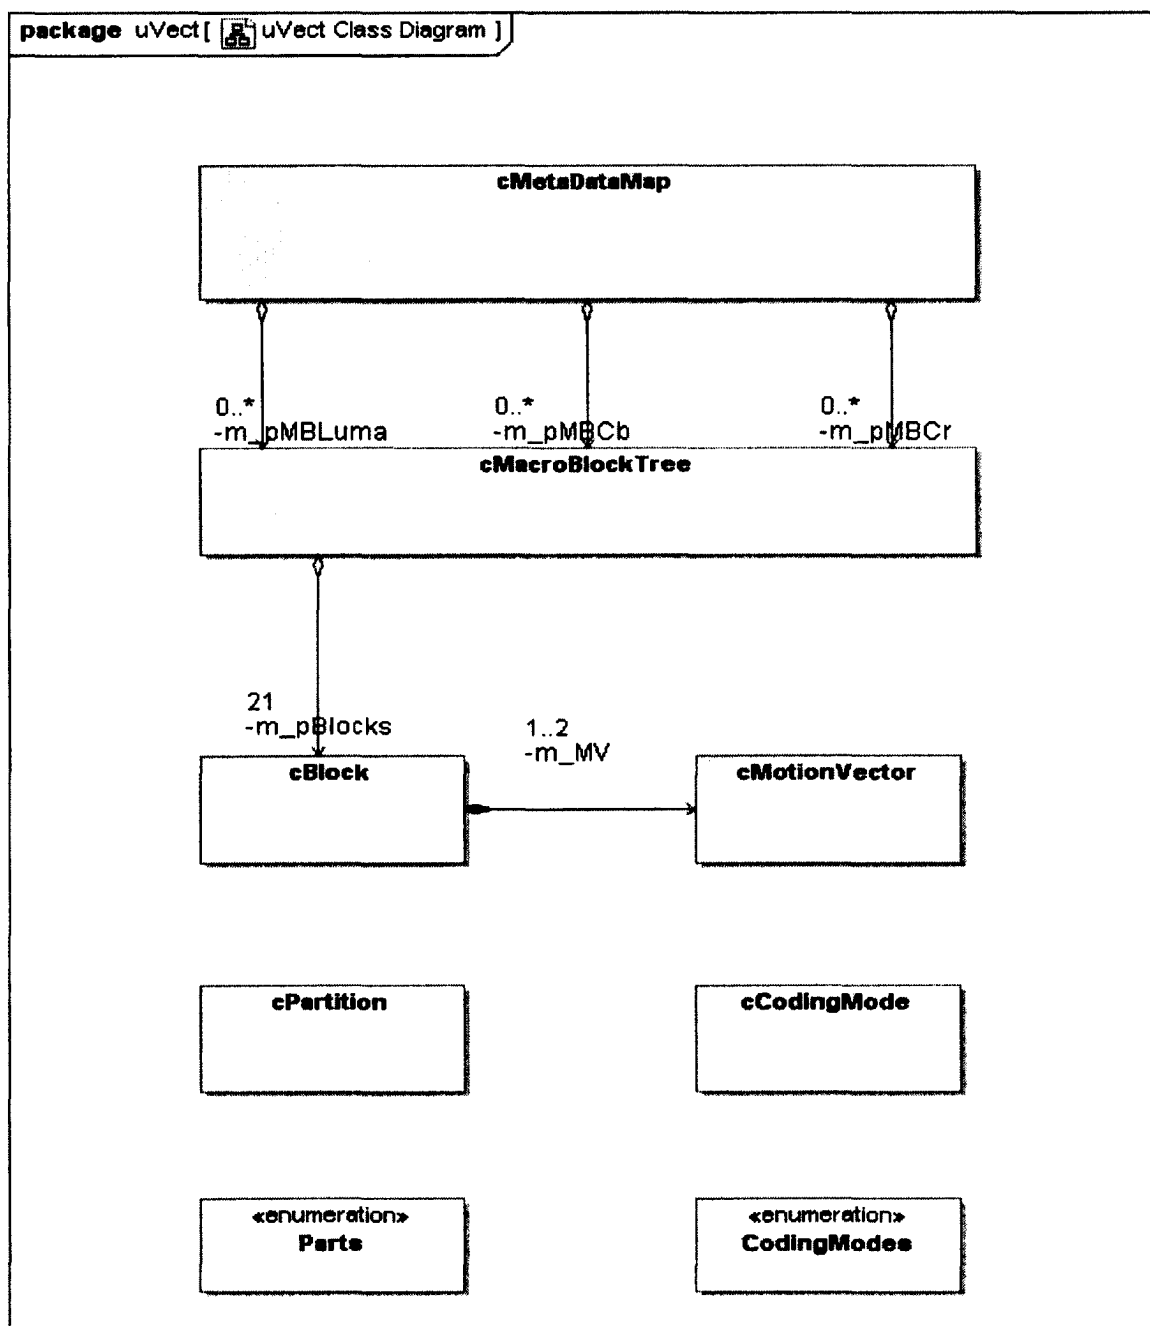 package uVect [ uVect Class Diagram ]
cMetaDataMap
0..* 0..* 0..*
-m_pMBLuma -m_pMBCb -m_pMBCr
cMacroBlockTree
21
-m_pBlocks
1..2
-m_MV
cBlock cMotionVector
cPartition cCodingMode
«enumeration» «enumeration»
Parts CodingModes